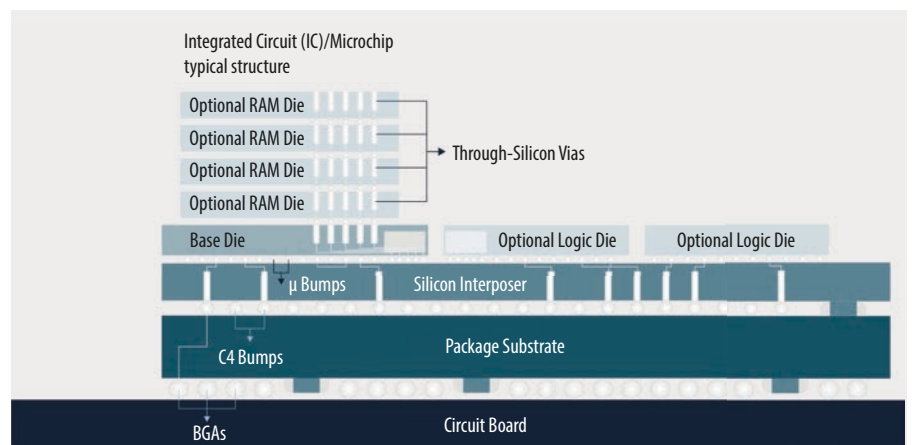 Integrated Circuit (IC)/Microchip
typical structure
Optional RAM Die
Optional RAM Die
Through-Silicon Vias
Optional RAM Die
Optional RAM Die
Base Die
Optional Logic Die
Optional Logic Die
µ Bumps
Silicon Interposer
C4 Bumps
Package Substrate
BGAs
Circuit Board